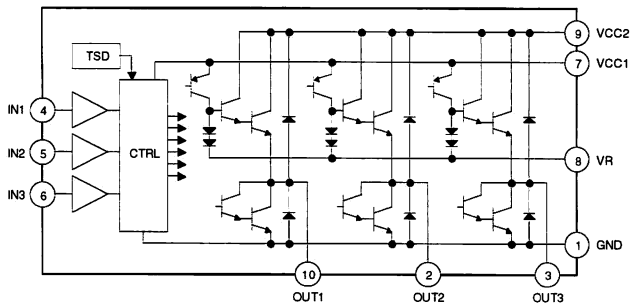 9 VCC2
TSD
7 VCC1
IN1 4
IN2 5
CTRL
8 VR
IN3 6
1 GND
10 2 3
OUT1 OUT2 OUT3